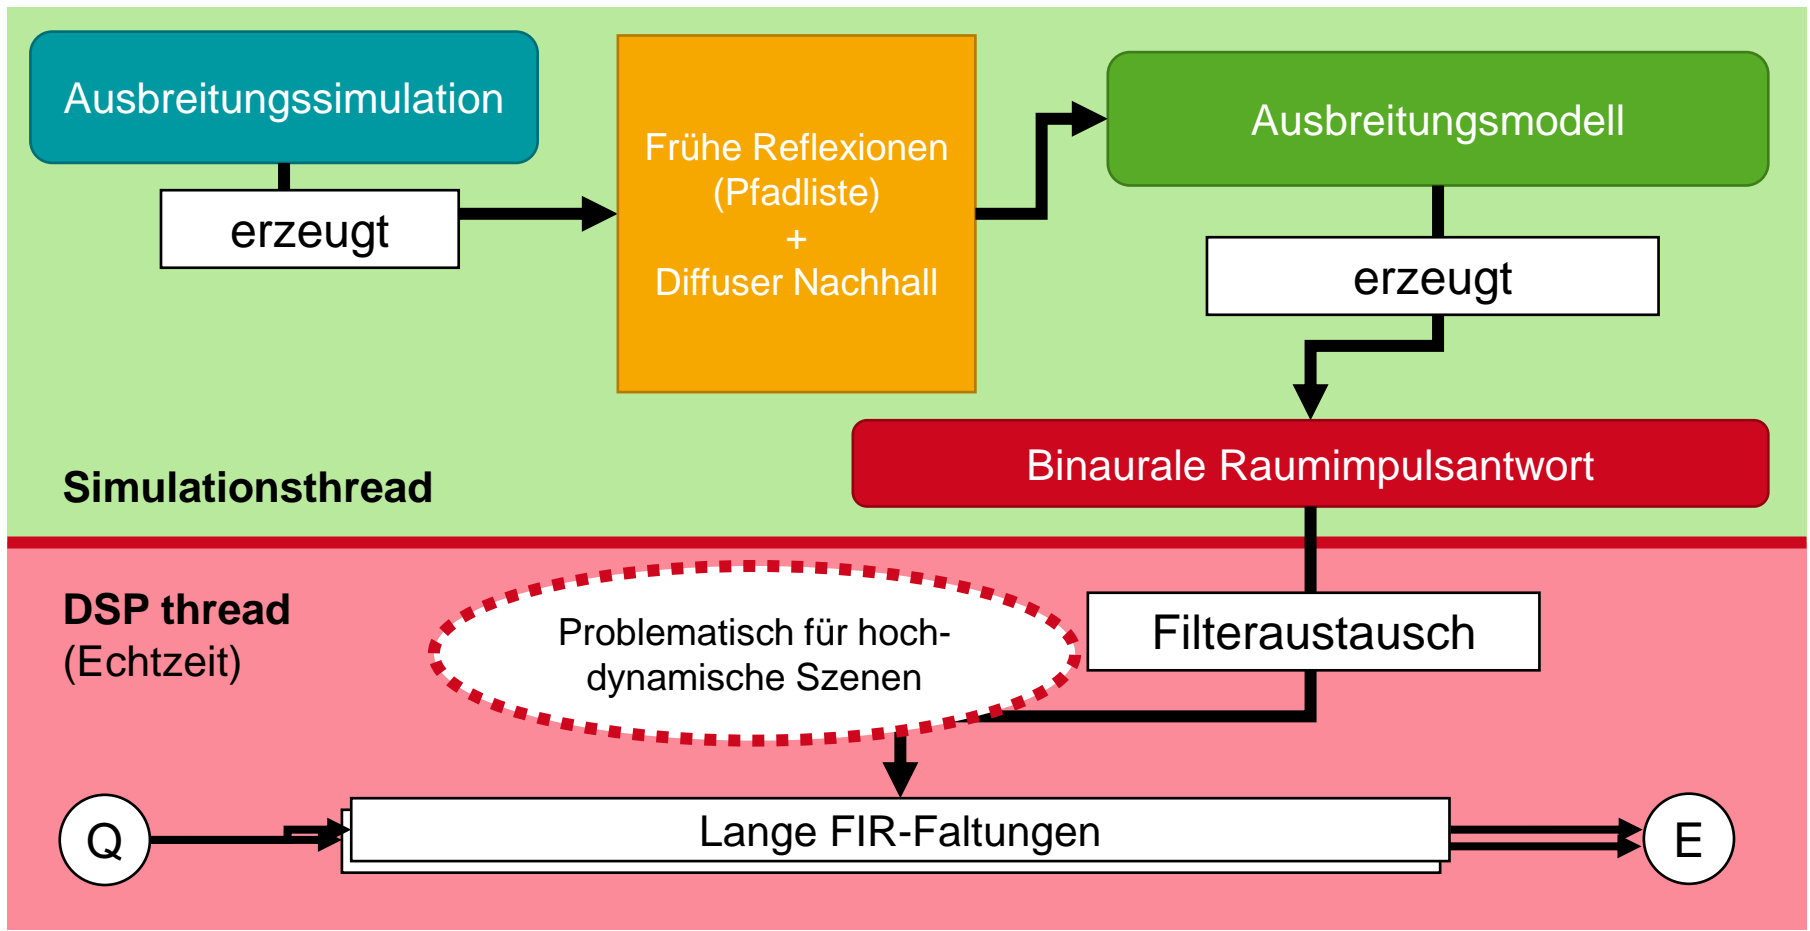 Ausbreitungssimulation
erzeugt
Frühe Reflexionen
(Pfadliste)
+
Diffuser Nachhall
Ausbreitungsmodell
erzeugt
Binaurale Raumimpulsantwort
Simulationsthread
DSP thread
(Echtzeit)
Problematisch für hoch-
dynamische Szenen
Filteraustausch
Q
Lange FIR-Faltungen
E